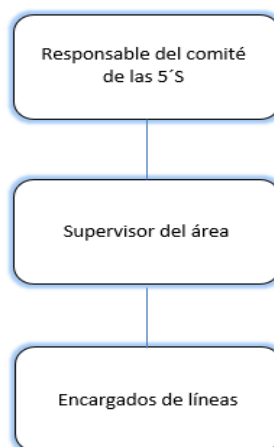 Responsable del comité
de las 5´S
Supervisor del área
Encargados de líneas